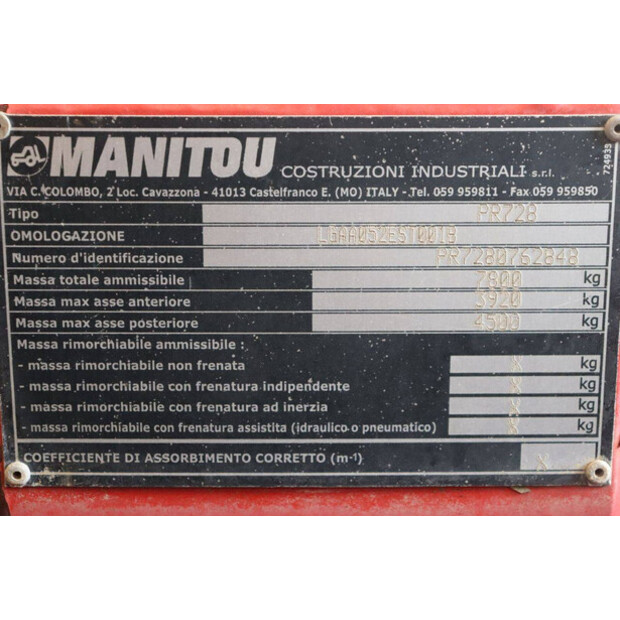 MANITOU COSTRUZIONI INDUSTRIALI s.r.l.
724939
VIA C. COLOMBO, 2 Loc. Cavazzona - 41013 Castelfranco E. (MO) ITALY - Tel. 059 959811 - Fax 059 959850
Tipo PR728
OMOLOGAZIONE
Numero d'identificazione PR7280762848
Massa totale ammissibile 7800 kg
Massa max asse anteriore 3920 kg
Massa max asse posteriore 4500 kg
Massa rimorchiabile ammissibile :
- massa rimorchiabile non frenata X kg
- massa rimorchiabile con frenatura indipendente X kg
- massa rimorchiabile con frenatura ad inerzia X kg
- massa rimorchiabile con frenatura assistita (idraulico o pneumatico) X kg
COEFFICIENTE DI ASSORBIMENTO CORRETTO (m-¹) X